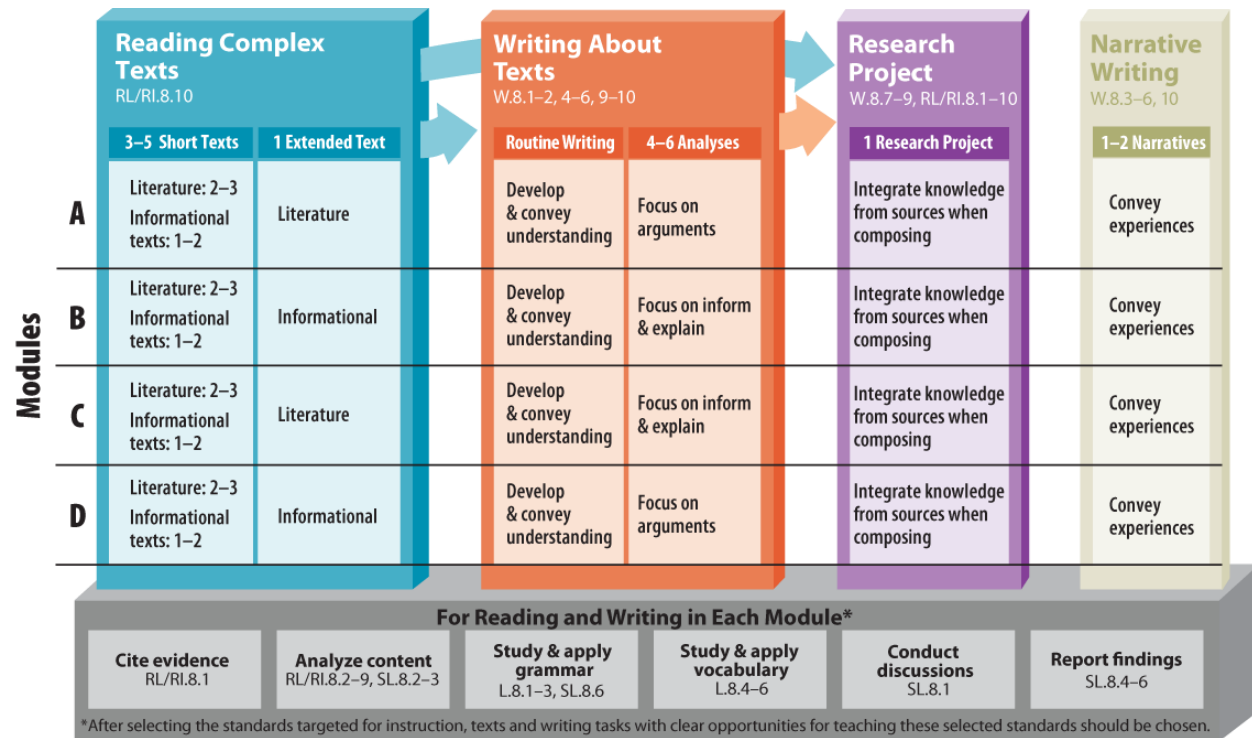 Reading Complex
Texts
RL/RI.8.10
Writing About
Texts
W.8.1–2, 4–6, 9–10
Research
Project
W.8.7–9, RL/RI.8.1–10
Narrative
Writing
W.8.3–6, 10
3–5 Short Texts
1 Extended Text
Routine Writing
4–6 Analyses
1 Research Project
1–2 Narratives
Modules
A
Literature: 2–3
Informational
texts: 1–2
Literature
Develop
& convey
understanding
Focus on
arguments
Integrate knowledge
from sources when
composing
Convey
experiences
B
Literature: 2–3
Informational
texts: 1–2
Informational
Develop
& convey
understanding
Focus on inform
& explain
Integrate knowledge
from sources when
composing
Convey
experiences
C
Literature: 2–3
Informational
texts: 1–2
Literature
Develop
& convey
understanding
Focus on inform
& explain
Integrate knowledge
from sources when
composing
Convey
experiences
D
Literature: 2–3
Informational
texts: 1–2
Informational
Develop
& convey
understanding
Focus on
arguments
Integrate knowledge
from sources when
composing
Convey
experiences
For Reading and Writing in Each Module*
Cite evidence
RL/RI.8.1
Analyze content
RL/RI.8.2–9, SL.8.2–3
Study & apply
grammar
L.8.1–3, SL.8.6
Study & apply
vocabulary
L.8.4–6
Conduct
discussions
SL.8.1
Report findings
SL.8.4–6
*After selecting the standards targeted for instruction, texts and writing tasks with clear opportunities for teaching these selected standards should be chosen.